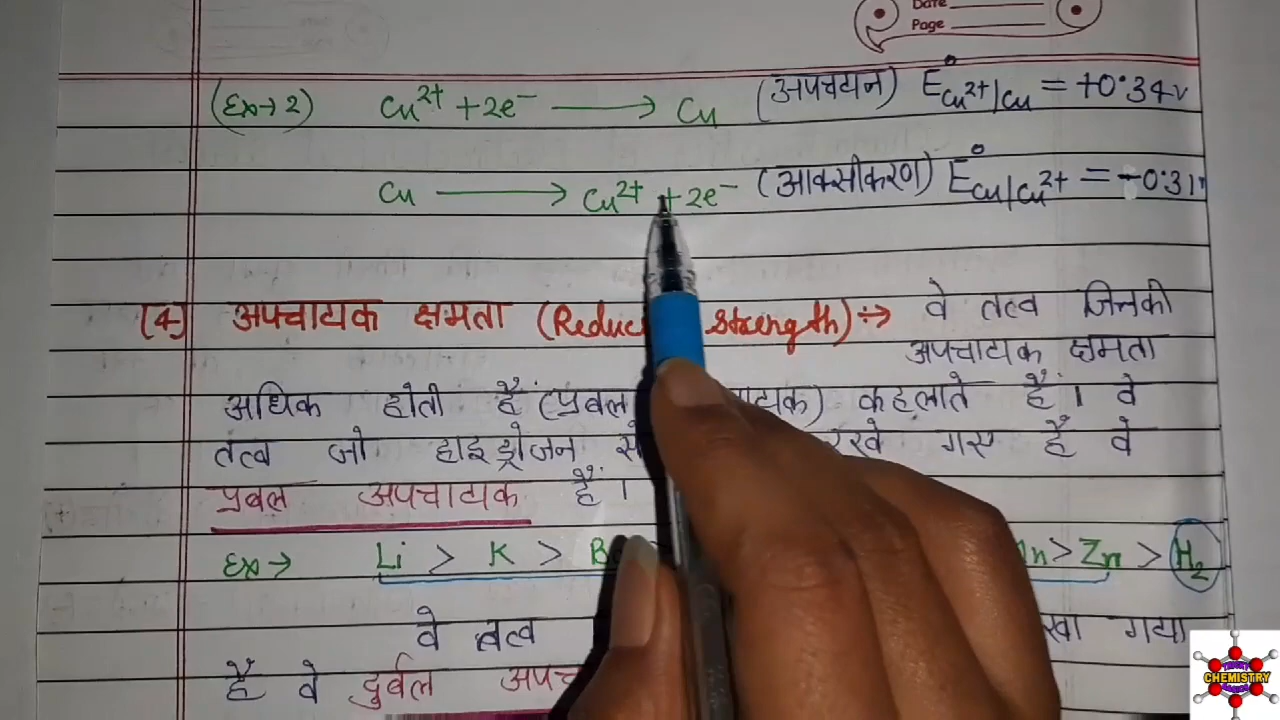 Date
Page
(Ex→2) Cu²⁺ + 2e⁻ ⟶ Cu (अपचयन) E°Cu²⁺/Cu = +0.34v
Cu ⟶ Cu²⁺ + 2e⁻ (आक्सीकरण) E°Cu/Cu²⁺ = -0.31
(4) अपचायक क्षमता (Reduc Strength) :→ वे तत्व जिनकी
अपचायक क्षमता
अधिक होती है (प्रबल कहलाते हैं। वे
तत्व जो हाइड्रोजन से रखे गए हैं वे
प्रबल अपचायक हैं।
Ex→ Li > K > > Zn > H₂
वे तत्व गया
हैं वे दुर्बल
TRICKY
CHEMISTRY